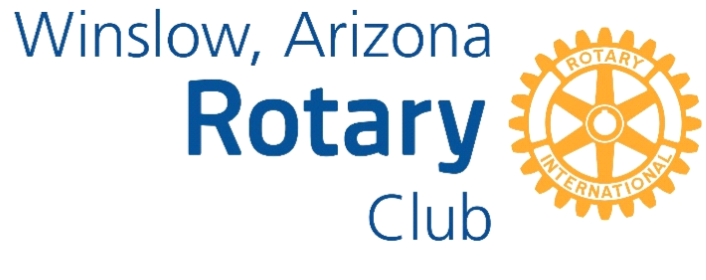 Winslow, Arizona
Rotary
Club
ROTARY
INTERNATIONAL